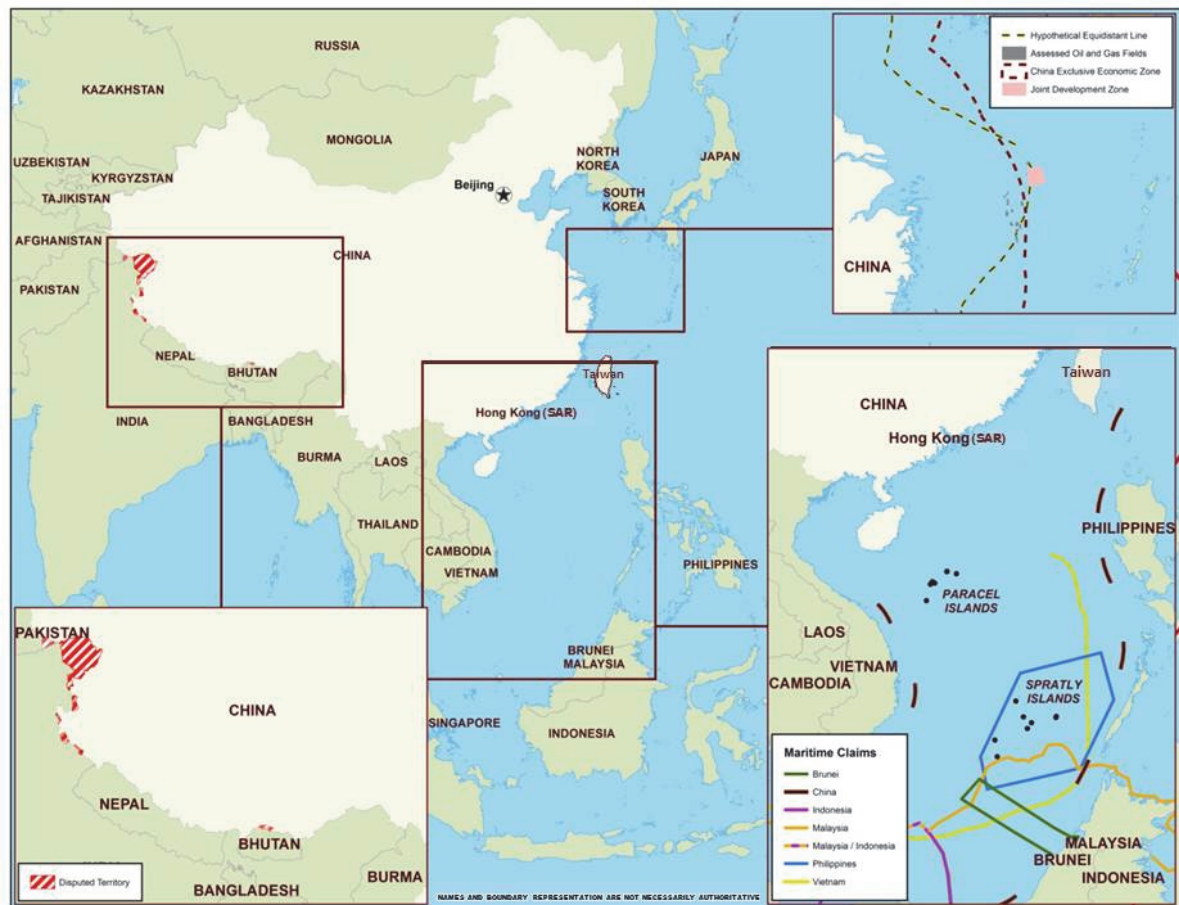 RUSSIA
KAZAKHSTAN
MONGOLIA
UZBEKISTAN
KYRGYZSTAN
TAJIKISTAN
AFGHANISTAN
PAKISTAN
NORTH
KOREA
SOUTH
KOREA
JAPAN
Beijing
CHINA
NEPAL
BHUTAN
INDIA
BANGLADESH
BURMA
LAOS
THAILAND
CAMBODIA
VIETNAM
Taiwan
Hong Kong (SAR)
PHILIPPINES
BRUNEI
MALAYSIA
SINGAPORE
INDONESIA
Hypothetical Equidistant Line
Assessed Oil and Gas Fields
China Exclusive Economic Zone
Joint Development Zone
CHINA
Taiwan
CHINA
Hong Kong (SAR)
PHILIPPINES
PARACEL
ISLANDS
LAOS
VIETNAM
CAMBODIA
SPRATLY
ISLANDS
MALAYSIA
BRUNEI
INDONESIA
Maritime Claims
Brunei
China
Indonesia
Malaysia
Malaysia / Indonesia
Philippines
Vietnam
PAKISTAN
CHINA
NEPAL
BHUTAN
BANGLADESH
BURMA
Disputed Territory
NAMES AND BOUNDARY REPRESENTATION ARE NOT NECESSARILY AUTHORITATIVE